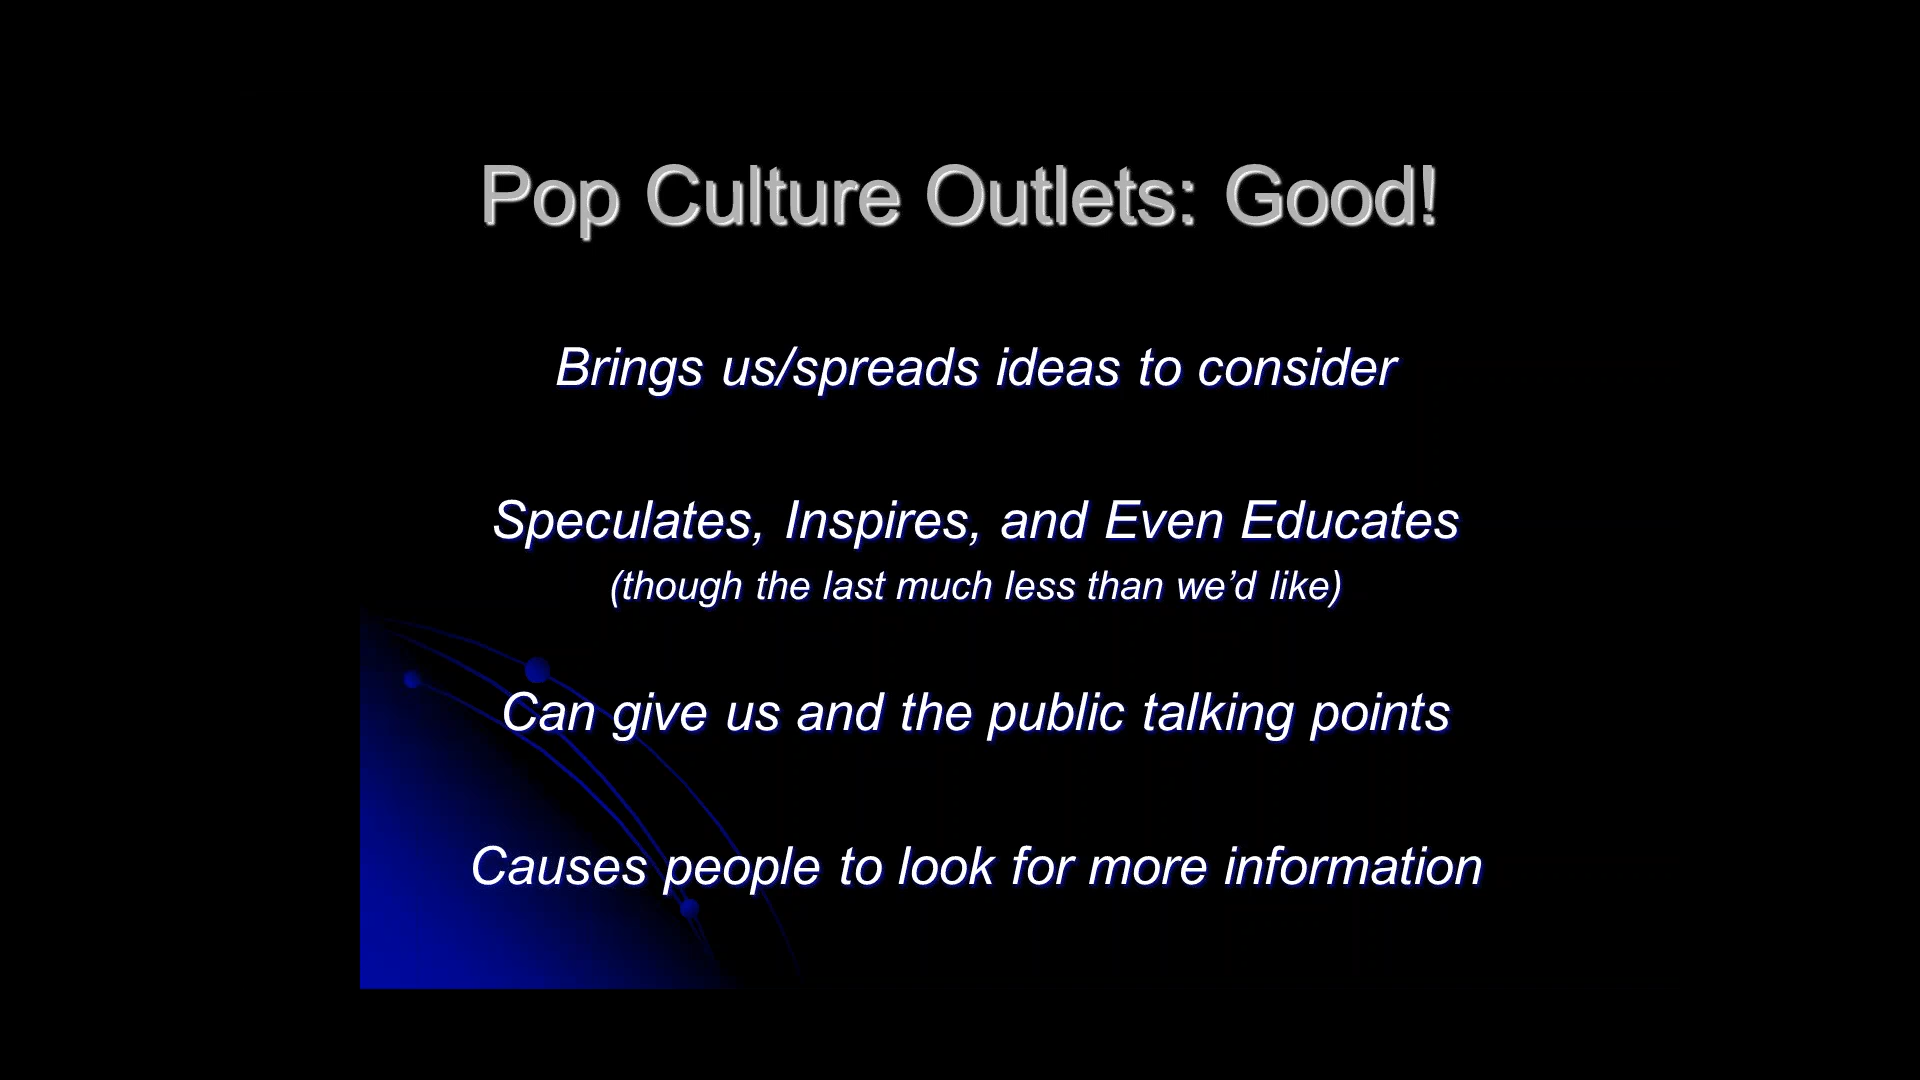 Pop Culture Outlets: Good!
Brings us/spreads ideas to consider
Speculates, Inspires, and Even Educates
(though the last much less than we’d like)
Can give us and the public talking points
Causes people to look for more information